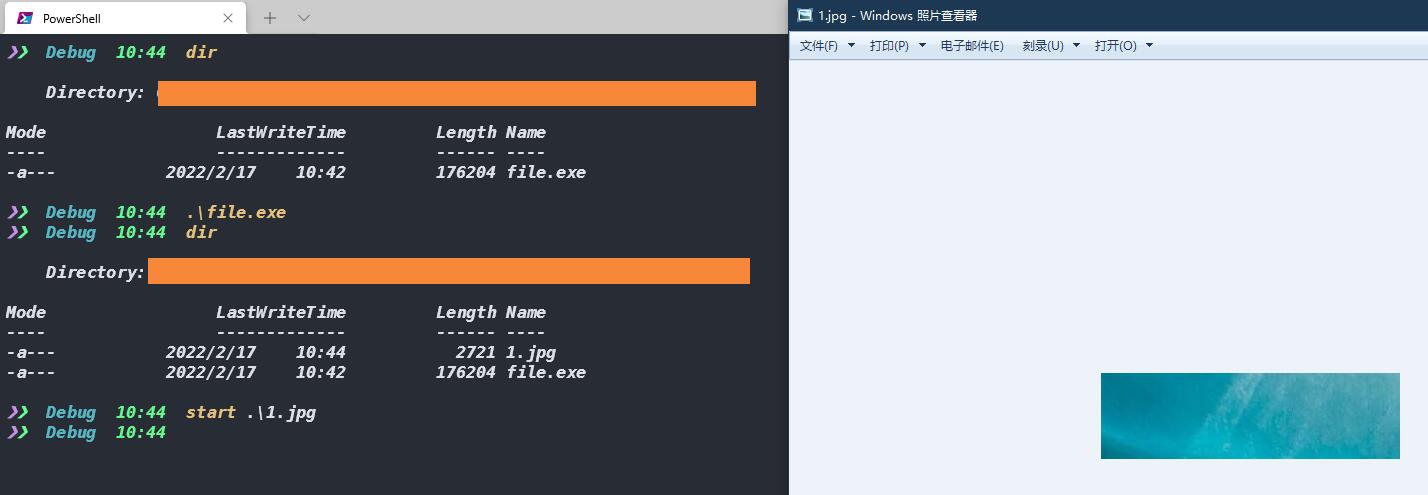 PowerShell
❯❯ Debug 10:44 dir
Directory:
Mode LastWriteTime Length Name
---- ------------- ------ ----
-a--- 2022/2/17 10:42 176204 file.exe
❯❯ Debug 10:44 .\file.exe
❯❯ Debug 10:44 dir
Directory:
Mode LastWriteTime Length Name
---- ------------- ------ ----
-a--- 2022/2/17 10:44 2721 1.jpg
-a--- 2022/2/17 10:42 176204 file.exe
❯❯ Debug 10:44 start .\1.jpg
❯❯ Debug 10:44
1.jpg - Windows 照片查看器
文件(F) 打印(P) 电子邮件(E) 刻录(U) 打开(O)